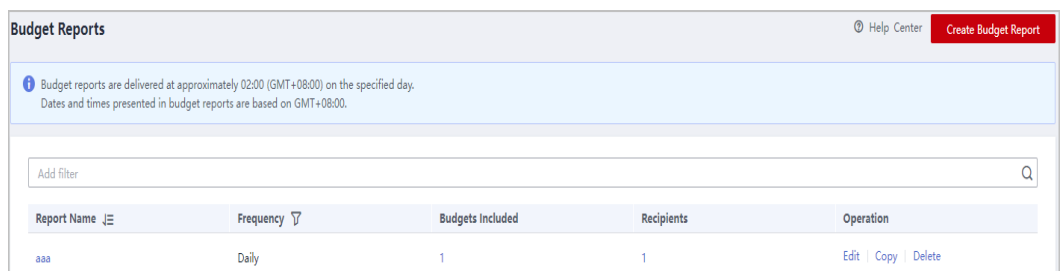 Budget Reports
Help Center
Create Budget Report
Budget reports are delivered at approximately 02:00 (GMT+08:00) on the specified day.
Dates and times presented in budget reports are based on GMT+08:00.
Add filter
Report Name Frequency Budgets Included Recipients Operation
aaa Daily 1 1 Edit | Copy | Delete